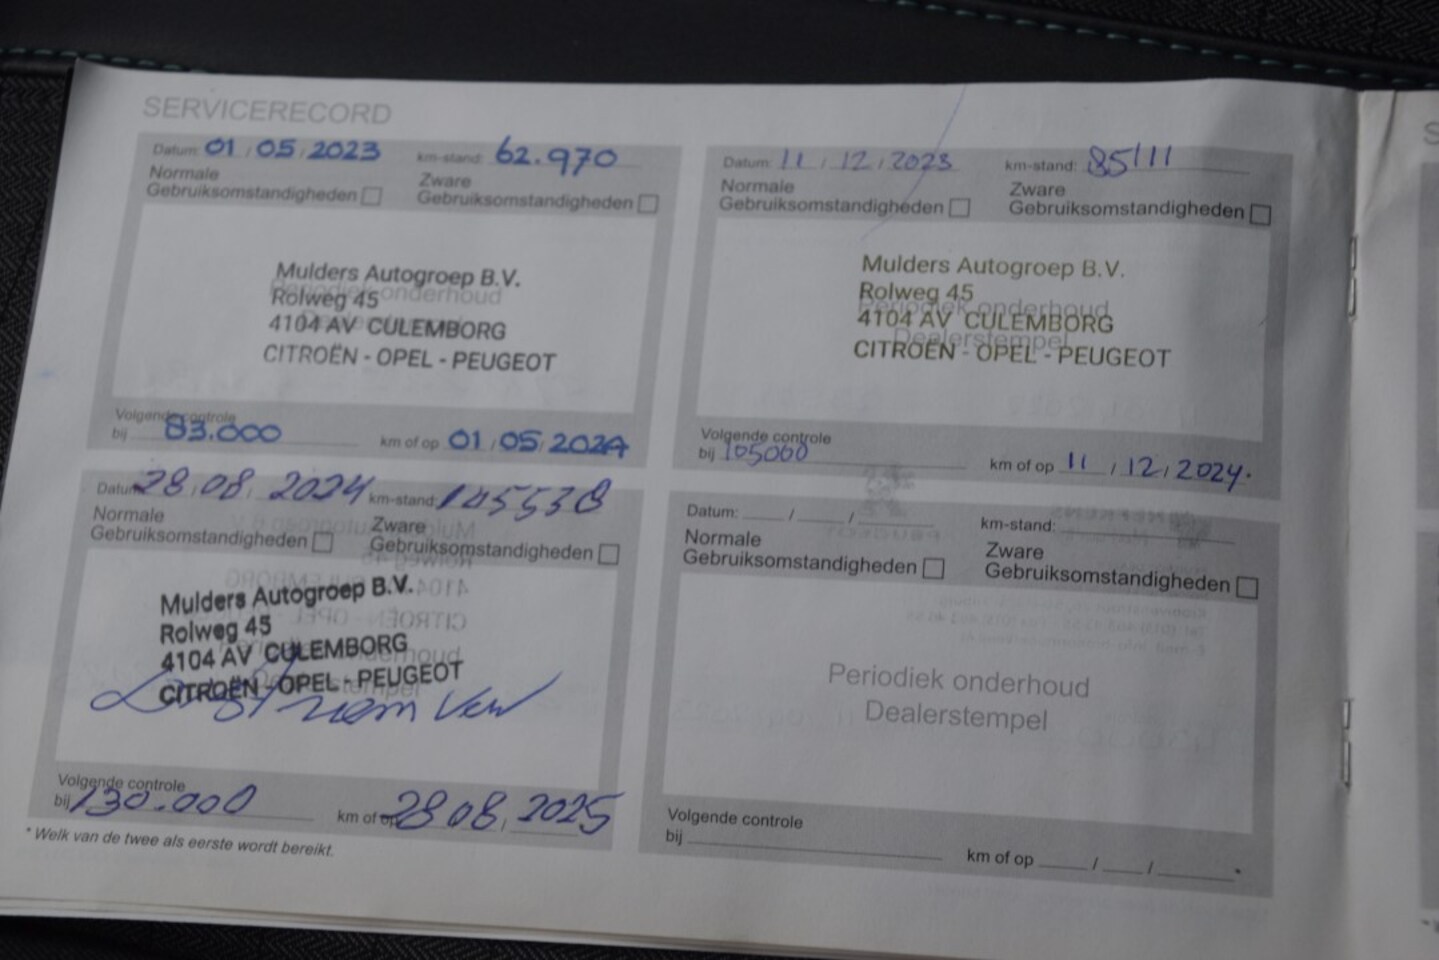 SERVICERECORD
Datum: 01 / 05 / 2023 km-stand: 62.970
Normale Gebruiksomstandigheden
Zware Gebruiksomstandigheden
Periodiek onderhoud
Mulders Autogroep B.V.
Rolweg 45
4104 AV CULEMBORG
CITROËN - OPEL - PEUGEOT
Volgende controle
bij 83.000 km of op 01 / 05 / 2024
Datum: 11 / 12 / 2023 km-stand: 85111
Normale Gebruiksomstandigheden
Zware Gebruiksomstandigheden
Periodiek onderhoud
Dealerstempel
Mulders Autogroep B.V.
Rolweg 45
4104 AV CULEMBORG
CITROËN - OPEL - PEUGEOT
Volgende controle
bij 105000 km of op 11 / 12 / 2024.
Datum: 28 / 08 / 2024 km-stand:
Normale Gebruiksomstandigheden
Zware Gebruiksomstandigheden
Mulders Autogroep B.V.
Rolweg 45
4104 AV CULEMBORG
CITROËN - OPEL - PEUGEOT
Volgende controle
bij 130.000 km of op 28 08 / 2025
Datum: / / km-stand:
Normale Gebruiksomstandigheden
Zware Gebruiksomstandigheden
Periodiek onderhoud
Dealerstempel
Volgende controle
bij km of op / / *
* Welk van de twee als eerste wordt bereikt.